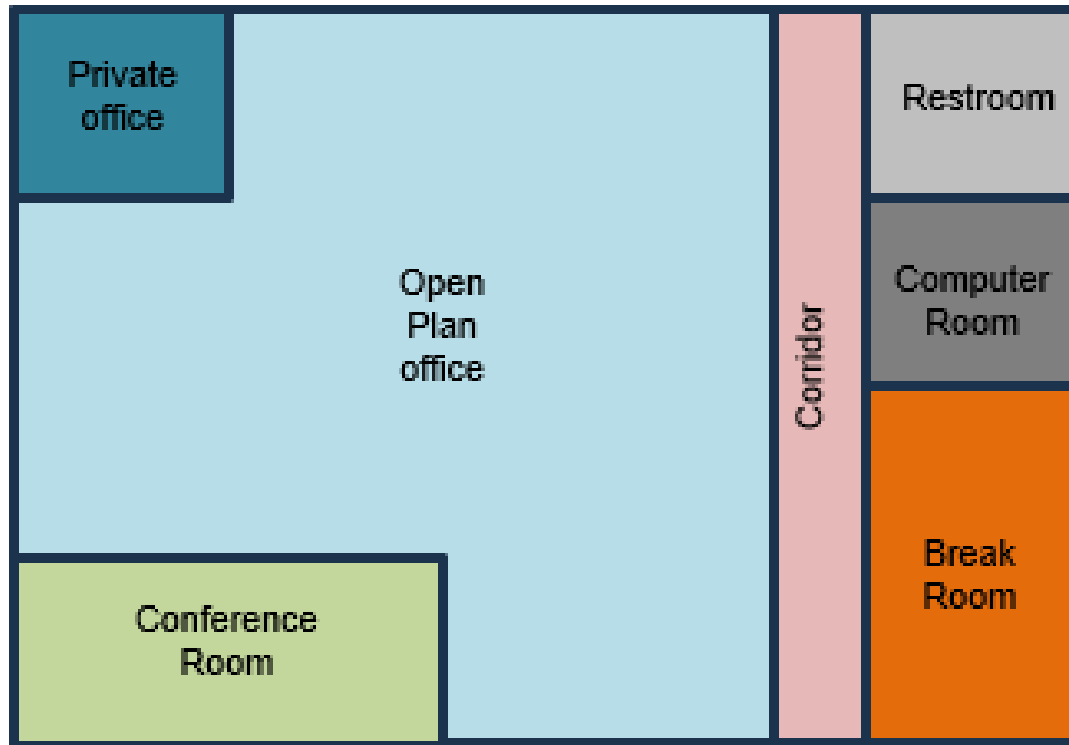 Private
office
Restroom
Open
Plan
office
Corridor
Computer
Room
Conference
Room
Break
Room